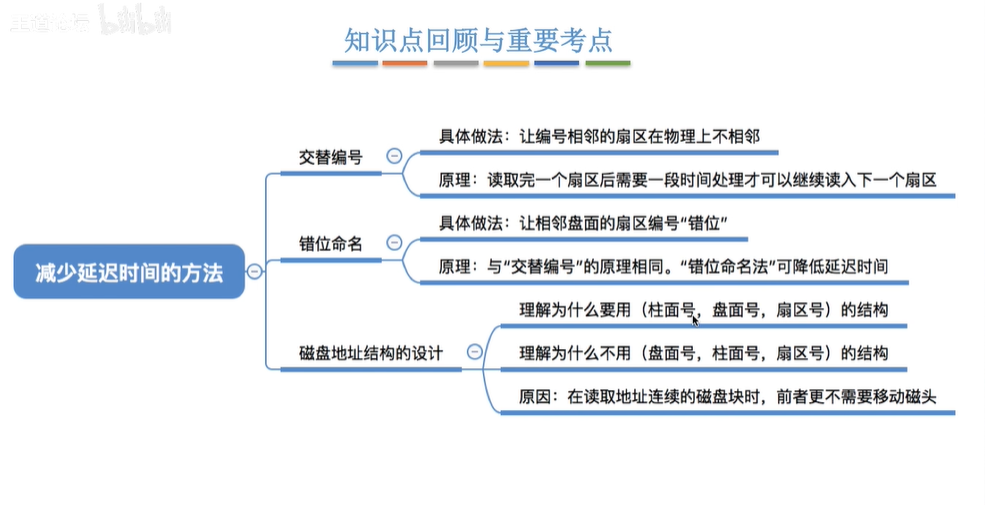 bilibili
知识点回顾与重要考点
减少延迟时间的方法
交替编号
具体做法：让编号相邻的扇区在物理上不相邻
原理：读取完一个扇区后需要一段时间处理才可以继续读入下一个扇区
错位命名
具体做法：让相邻盘面的扇区编号“错位”
原理：与“交替编号”的原理相同。“错位命名法”可降低延迟时间
磁盘地址结构的设计
理解为什么要用（柱面号，盘面号，扇区号）的结构
理解为什么不用（盘面号，柱面号，扇区号）的结构
原因：在读取地址连续的磁盘块时，前者更不需要移动磁头